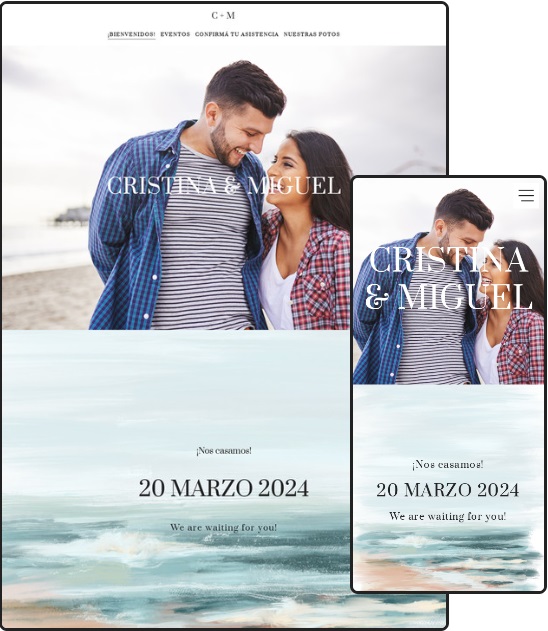 C - M
¡BIENVENIDOS! EVENTOS CONFIRMÁ TU ASISTENCIA NUESTRAS FOTOS
CRISTINA & MIGUEL
¡Nos casamos!
20 MARZO 2024
We are waiting for you!
CRISTINA
& MIGUEL
¡Nos casamos!
20 MARZO 2024
We are waiting for you!